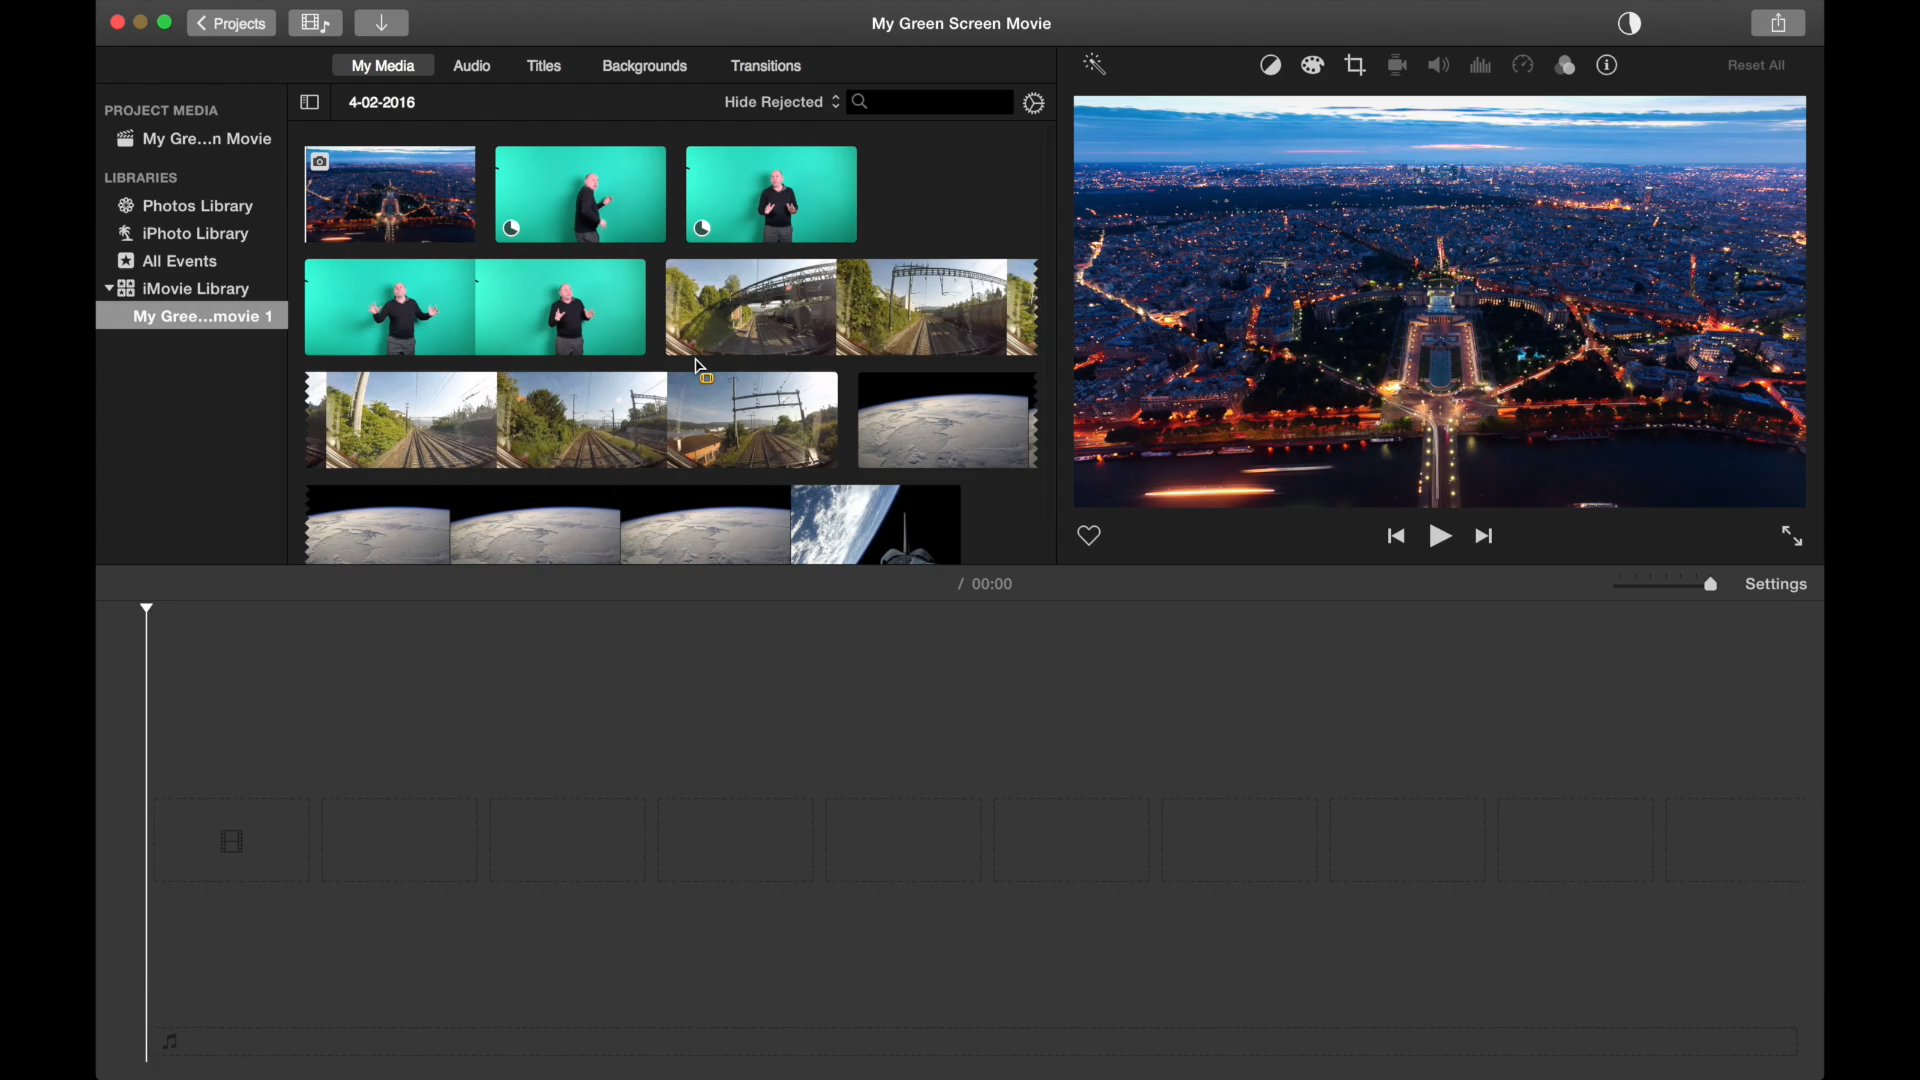 Projects
My Green Screen Movie
My Media
Audio
Titles
Backgrounds
Transitions
Reset All
PROJECT MEDIA
My Gre...n Movie
LIBRARIES
Photos Library
iPhoto Library
All Events
iMovie Library
My Gree...movie 1
4-02-2016
Hide Rejected
/ 00:00
Settings